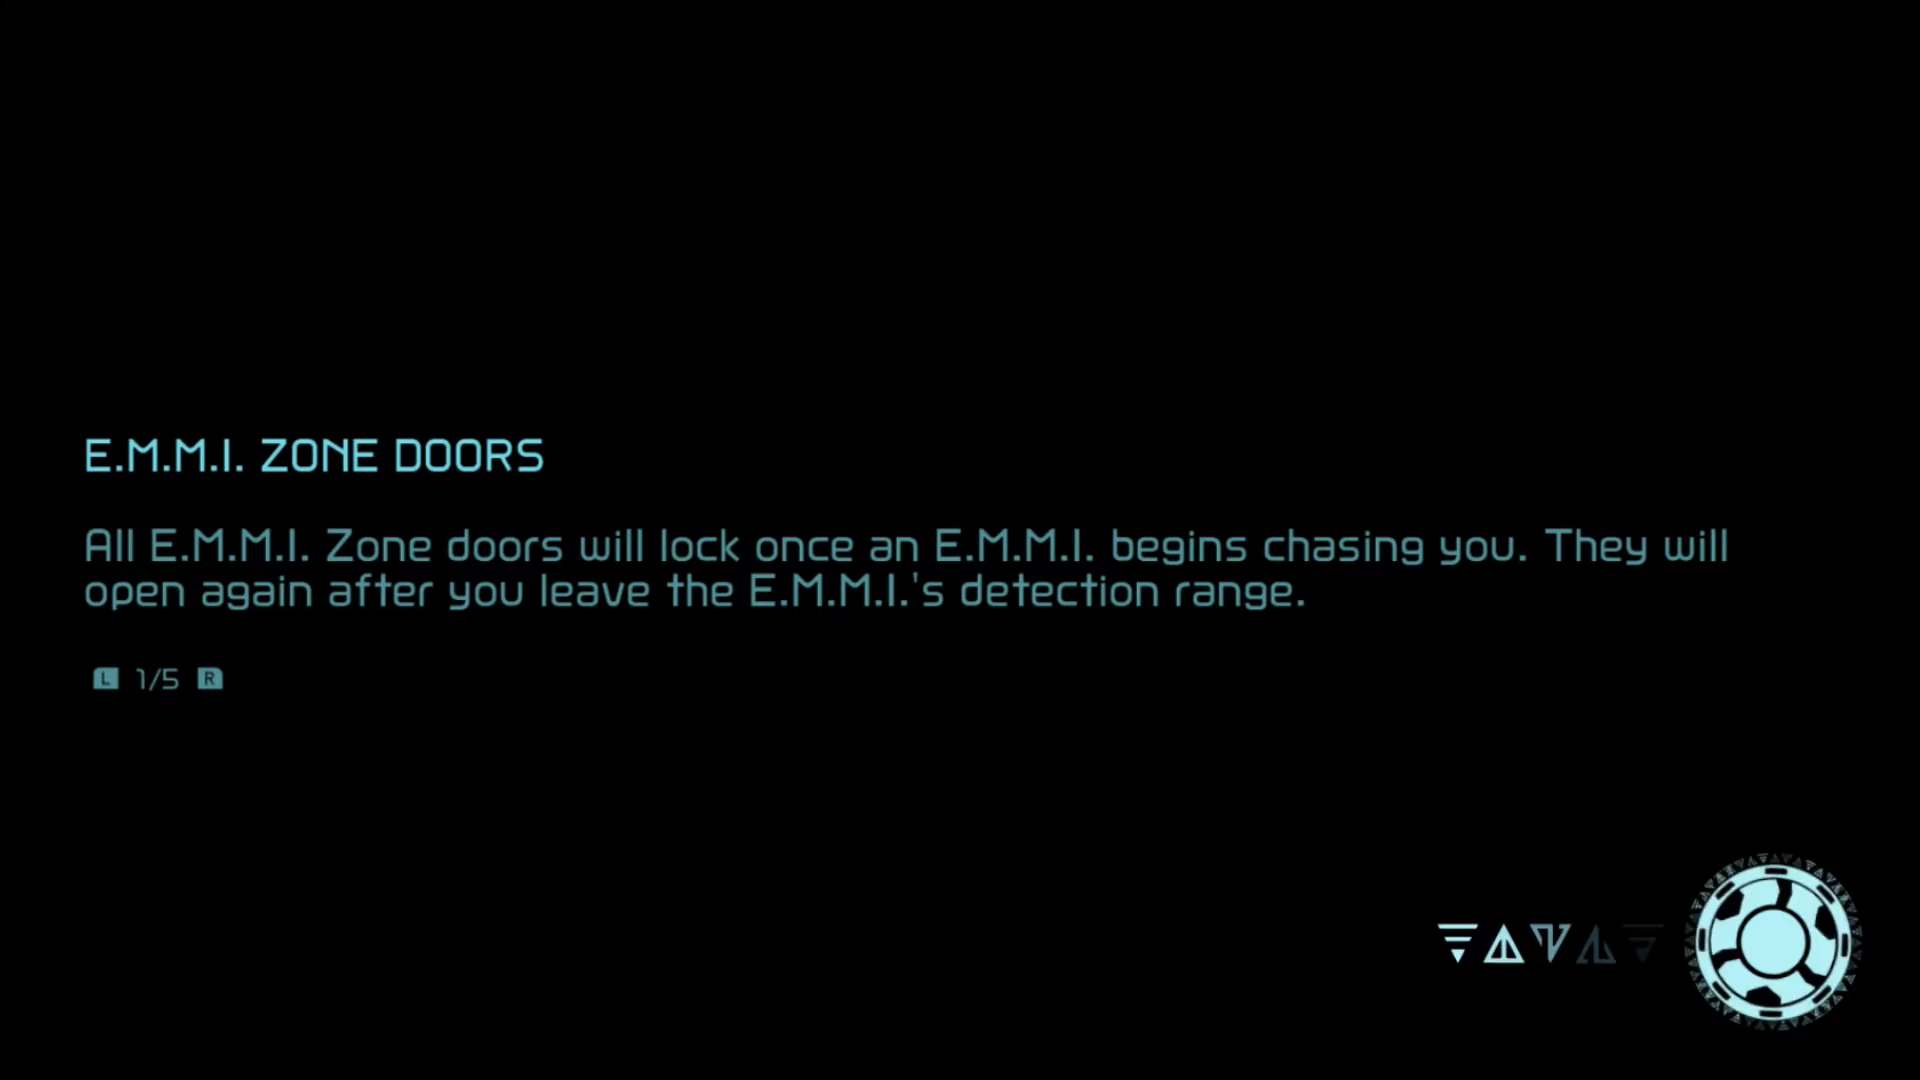 E.M.M.I. ZONE DOORS
All E.M.M.I. Zone doors will lock once an E.M.M.I. begins chasing you. They will
open again after you leave the E.M.M.I.'s detection range.
L 1/5 R